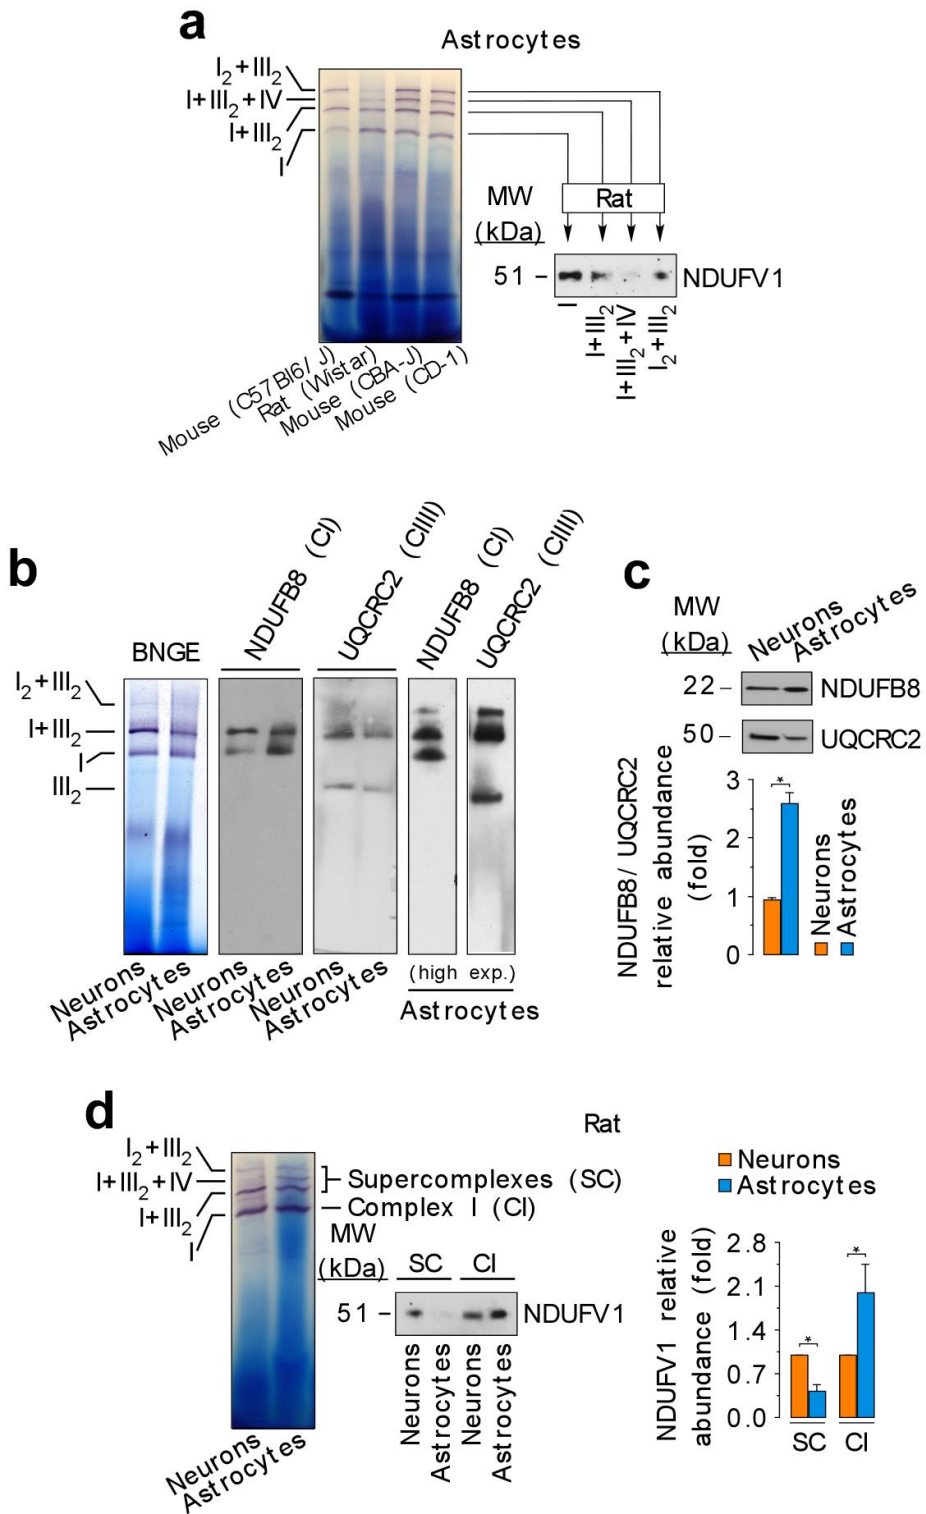 a
Astrocytes
I2+III2
I+III2+IV
I+III2
I
MW
(kDa)
Rat
51
NDUFV1
I
I+III2
I+III2+IV
I2+III2
Mouse (C57Bl6/J)
Rat (Wistar)
Mouse (CBA-J)
Mouse (CD-1)
b
BNGE
NDUFB8 (CI)
UQCRC2 (CIII)
NDUFB8 (CI)
UQCRC2 (CIII)
I2+III2
I+III2
I
III2
Neurons
Astrocytes
Neurons
Astrocytes
Neurons
Astrocytes
(high exp.)
Astrocytes
c
MW
(kDa)
Neurons
Astrocytes
22
NDUFB8
50
UQCRC2
NDUFB8/UQCRC2
relative abundance
(fold)
3
2
1
0
*
Neurons
Astrocytes
d
Rat
I2+III2
I+III2+IV
I+III2
I
Supercomplexes (SC)
Complex I (CI)
MW
(kDa)
SC
CI
51
NDUFV1
Neurons
Astrocytes
Neurons
Astrocytes
Neurons
Astrocytes
Neurons
Astrocytes
NDUFV1 relative
abundance (fold)
2.8
2.1
1.4
0.7
0.0
*
*
SC
CI